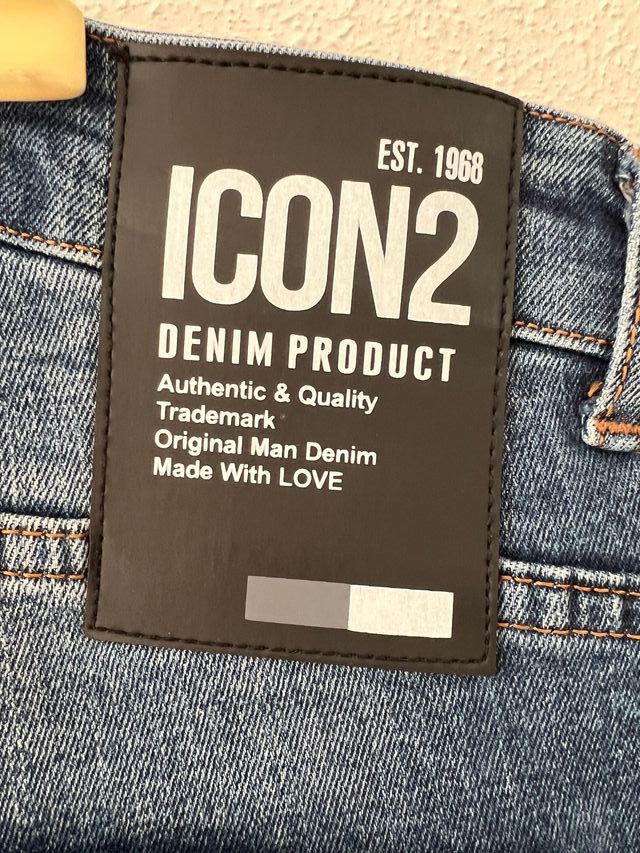 EST. 1968
ICON2
DENIM PRODUCT
Authentic & Quality
Trademark
Original Man Denim
Made With LOVE